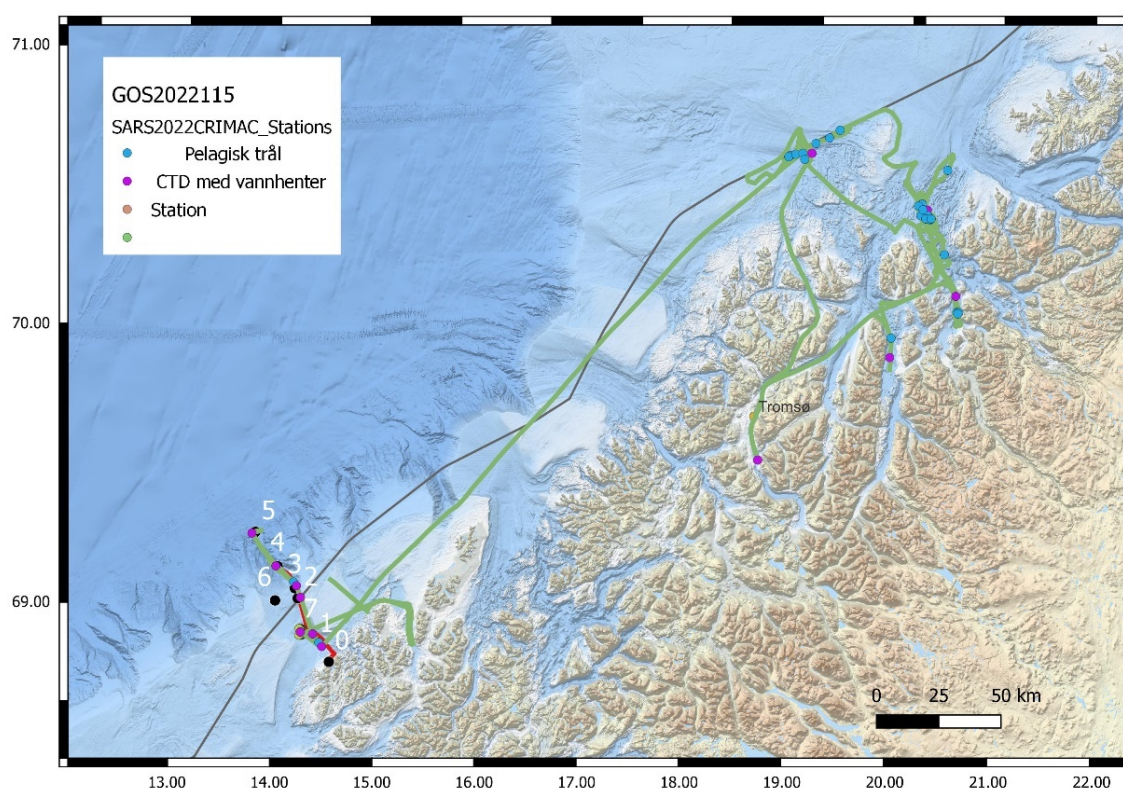 71.00
GOS2022115
SARS2022CRIMAC_Stations
Pelagisk trål
CTD med vannhenter
Station
70.00
Tromsø
5
4
3
6
2
69.00
7
1
0
0 25 50 km
13.00 14.00 15.00 16.00 17.00 18.00 19.00 20.00 21.00 22.00